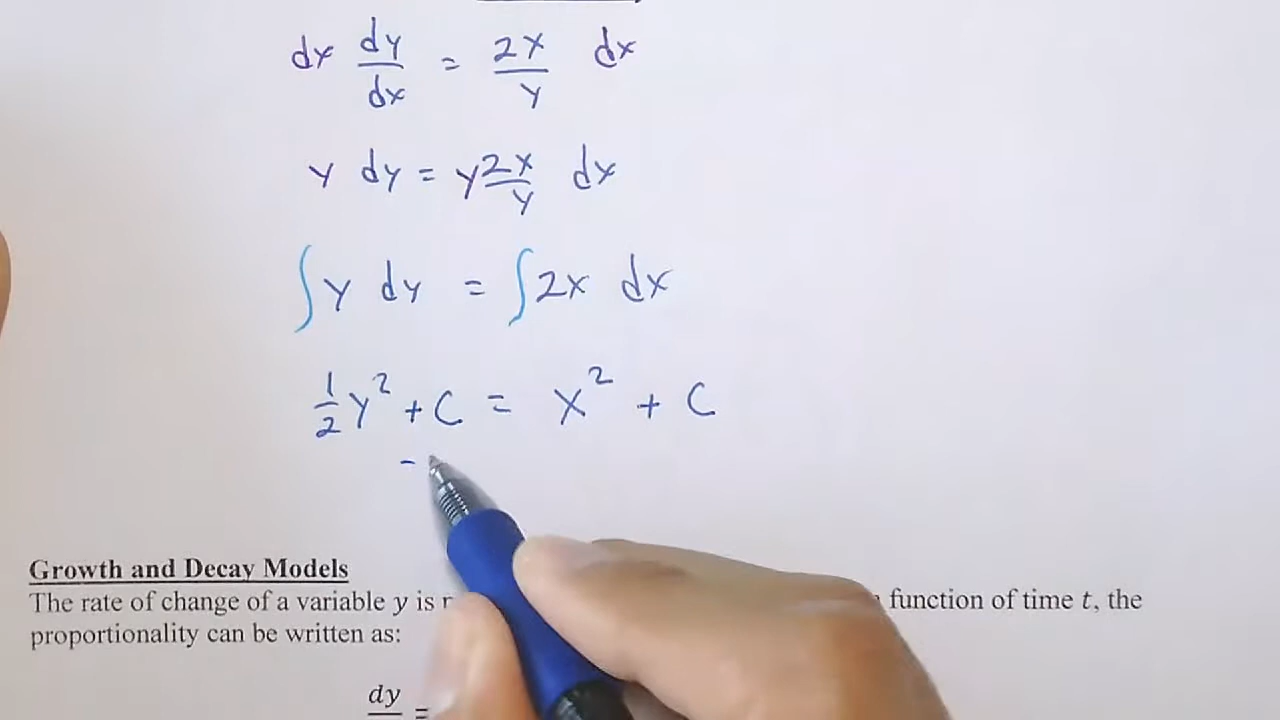 dx dy/dx = 2x/y dx
y dy = y 2x/y dx
∫ y dy = ∫ 2x dx
1/2 y² + C = x² + C
-
Growth and Decay Models
The rate of change of a variable y is function of time t, the
proportionality can be written as:
dy
=